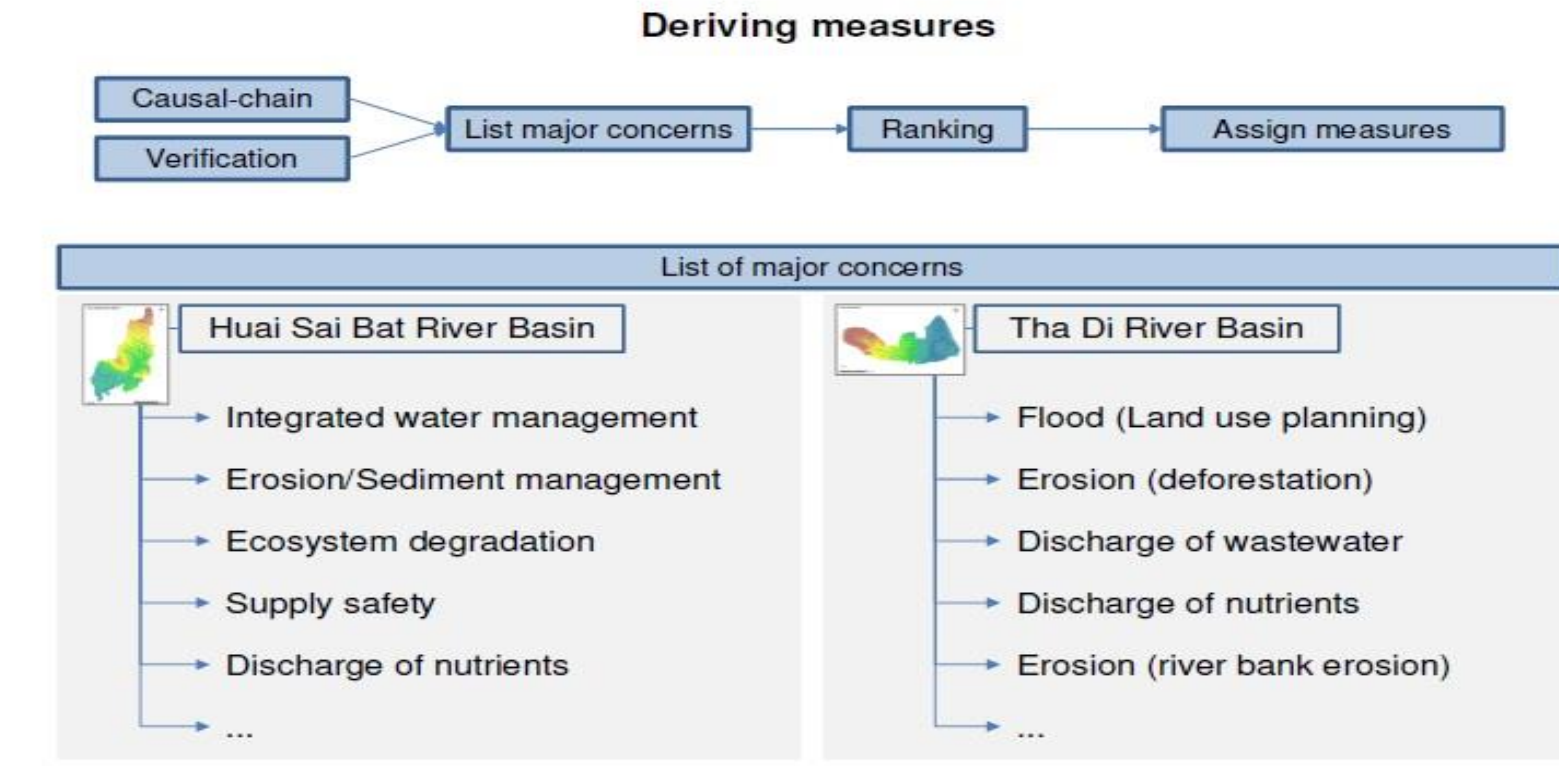 Deriving measures
Causal-chain
Verification
List major concerns
Ranking
Assign measures
List of major concerns
Huai Sai Bat River Basin
Integrated water management
Erosion/Sediment management
Ecosystem degradation
Supply safety
Discharge of nutrients
...
Tha Di River Basin
Flood (Land use planning)
Erosion (deforestation)
Discharge of wastewater
Discharge of nutrients
Erosion (river bank erosion)
...